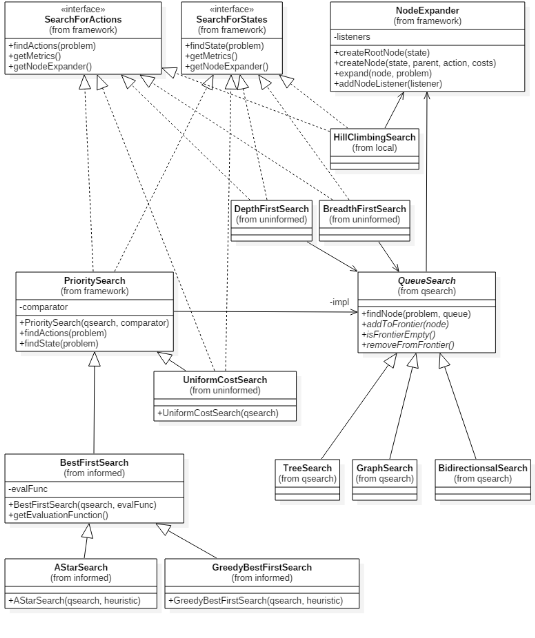 «interface»
SearchForActions
(from framework)
+findActions(problem)
+getMetrics()
+getNodeExpander()
«interface»
SearchForStates
(from framework)
+findState(problem)
+getMetrics()
+getNodeExpander()
NodeExpander
(from framework)
-listeners
+createRootNode(state)
+createNode(state, parent, action, costs)
+expand(node, problem)
+addNodeListener(listener)
HillClimbingSearch
(from local)
DepthFirstSearch
(from uninformed)
BreadthFirstSearch
(from uninformed)
PrioritySearch
(from framework)
-comparator
+PrioritySearch(qsearch, comparator)
+findActions(problem)
+findState(problem)
-impl
QueueSearch
(from qsearch)
+findNode(problem, queue)
+addToFrontier(node)
+isFrontierEmpty()
+removeFromFrontier()
UniformCostSearch
(from uninformed)
+UniformCostSearch(qsearch)
BestFirstSearch
(from informed)
-evalFunc
+BestFirstSearch(qsearch, evalFunc)
+getEvaluationFunction()
TreeSearch
(from qsearch)
GraphSearch
(from qsearch)
BidirectionsalSearch
(from qsearch)
AStarSearch
(from informed)
+AStarSearch(qsearch, heuristic)
GreedyBestFirstSearch
(from informed)
+GreedyBestFirstSearch(qsearch, heuristic)